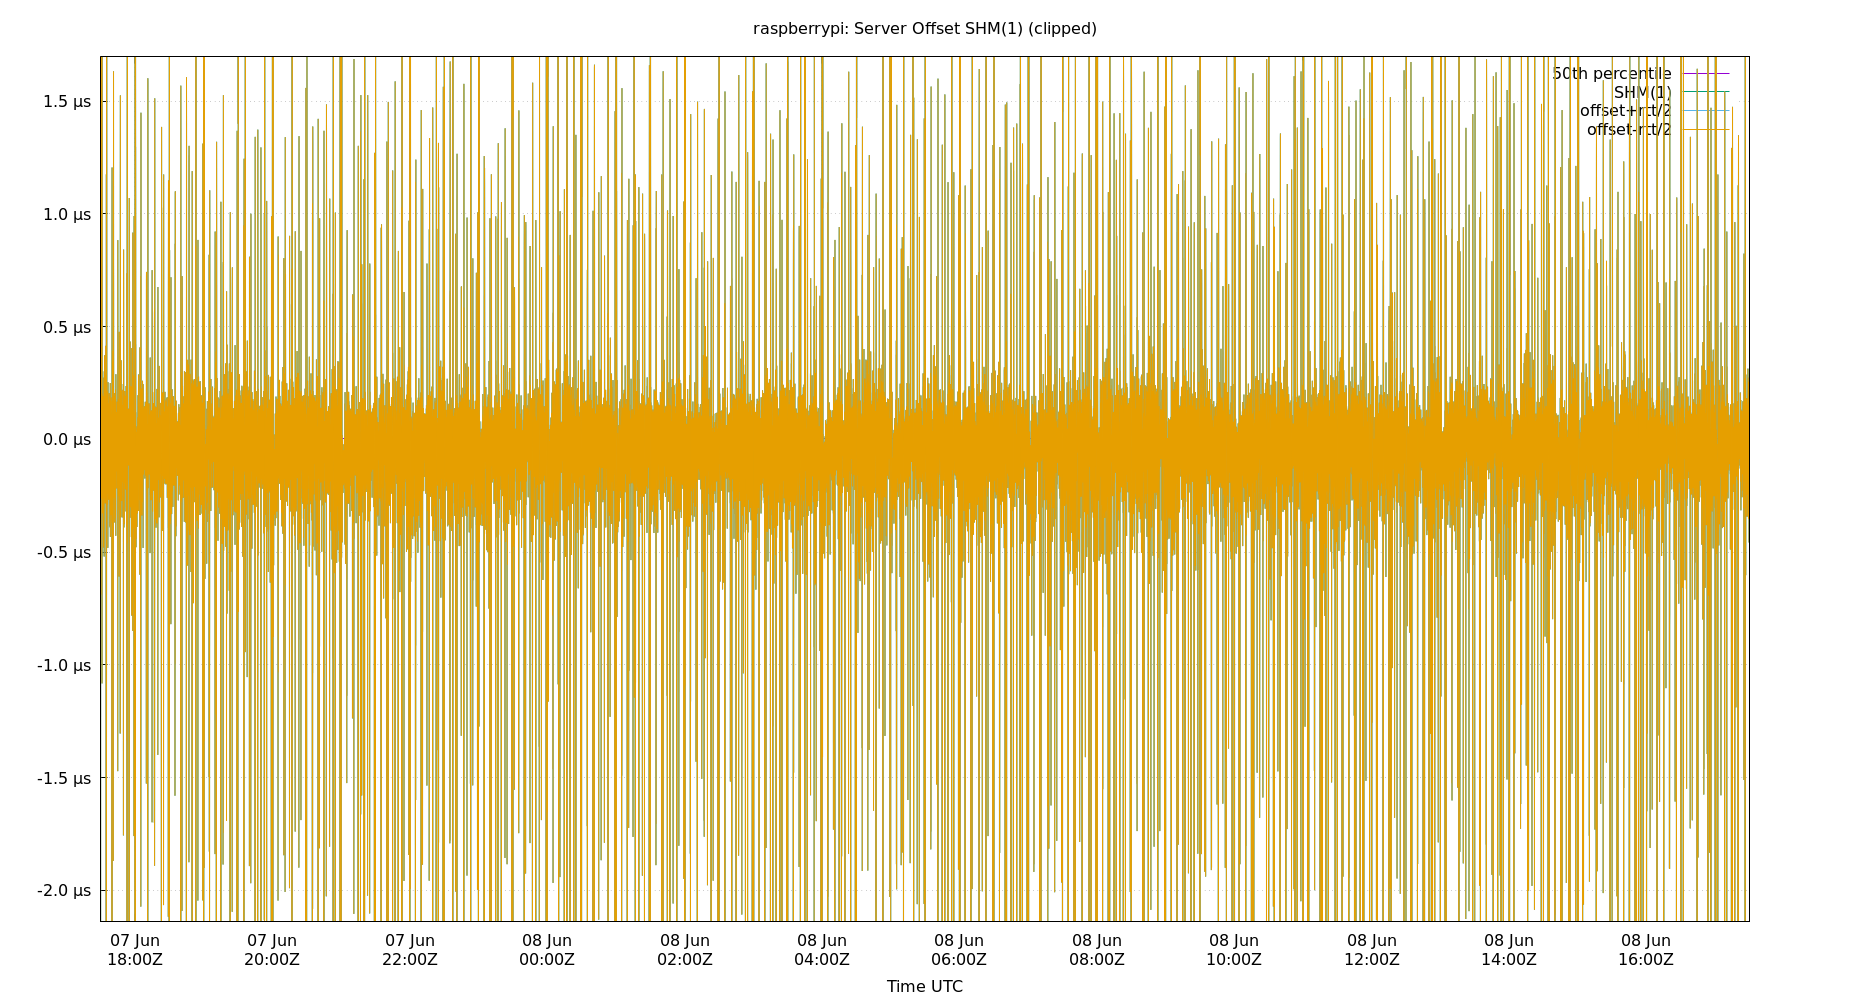 raspberrypi: Server Offset SHM(1) (clipped)
50th percentile
SHM(1)
offset+rtt/2
offset-rtt/2
1.5 µs
1.0 µs
0.5 µs
0.0 µs
-0.5 µs
-1.0 µs
-1.5 µs
-2.0 µs
07 Jun 07 Jun 07 Jun 08 Jun 08 Jun 08 Jun 08 Jun 08 Jun 08 Jun 08 Jun 08 Jun 08 Jun
18:00Z 20:00Z 22:00Z 00:00Z 02:00Z 04:00Z 06:00Z 08:00Z 10:00Z 12:00Z 14:00Z 16:00Z
Time UTC